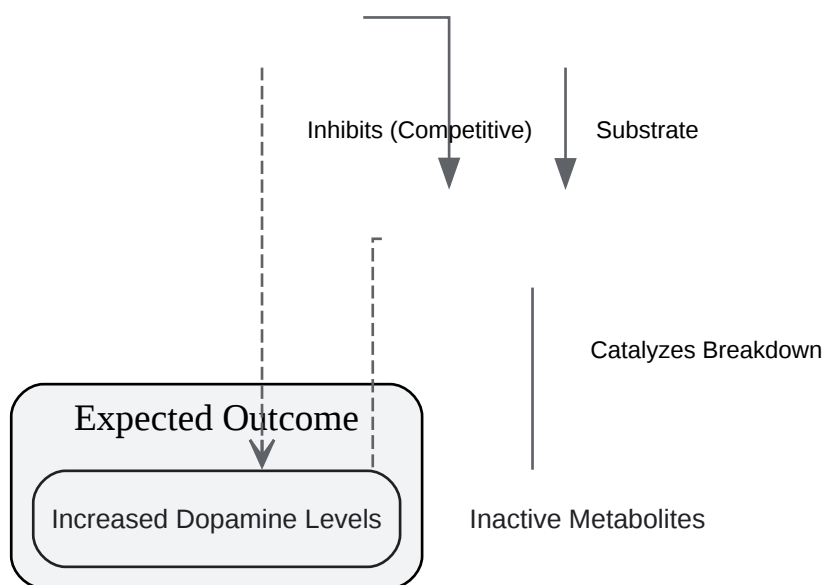 Inhibits (Competitive)
Substrate
Catalyzes Breakdown
Expected Outcome
Increased Dopamine Levels
Inactive Metabolites